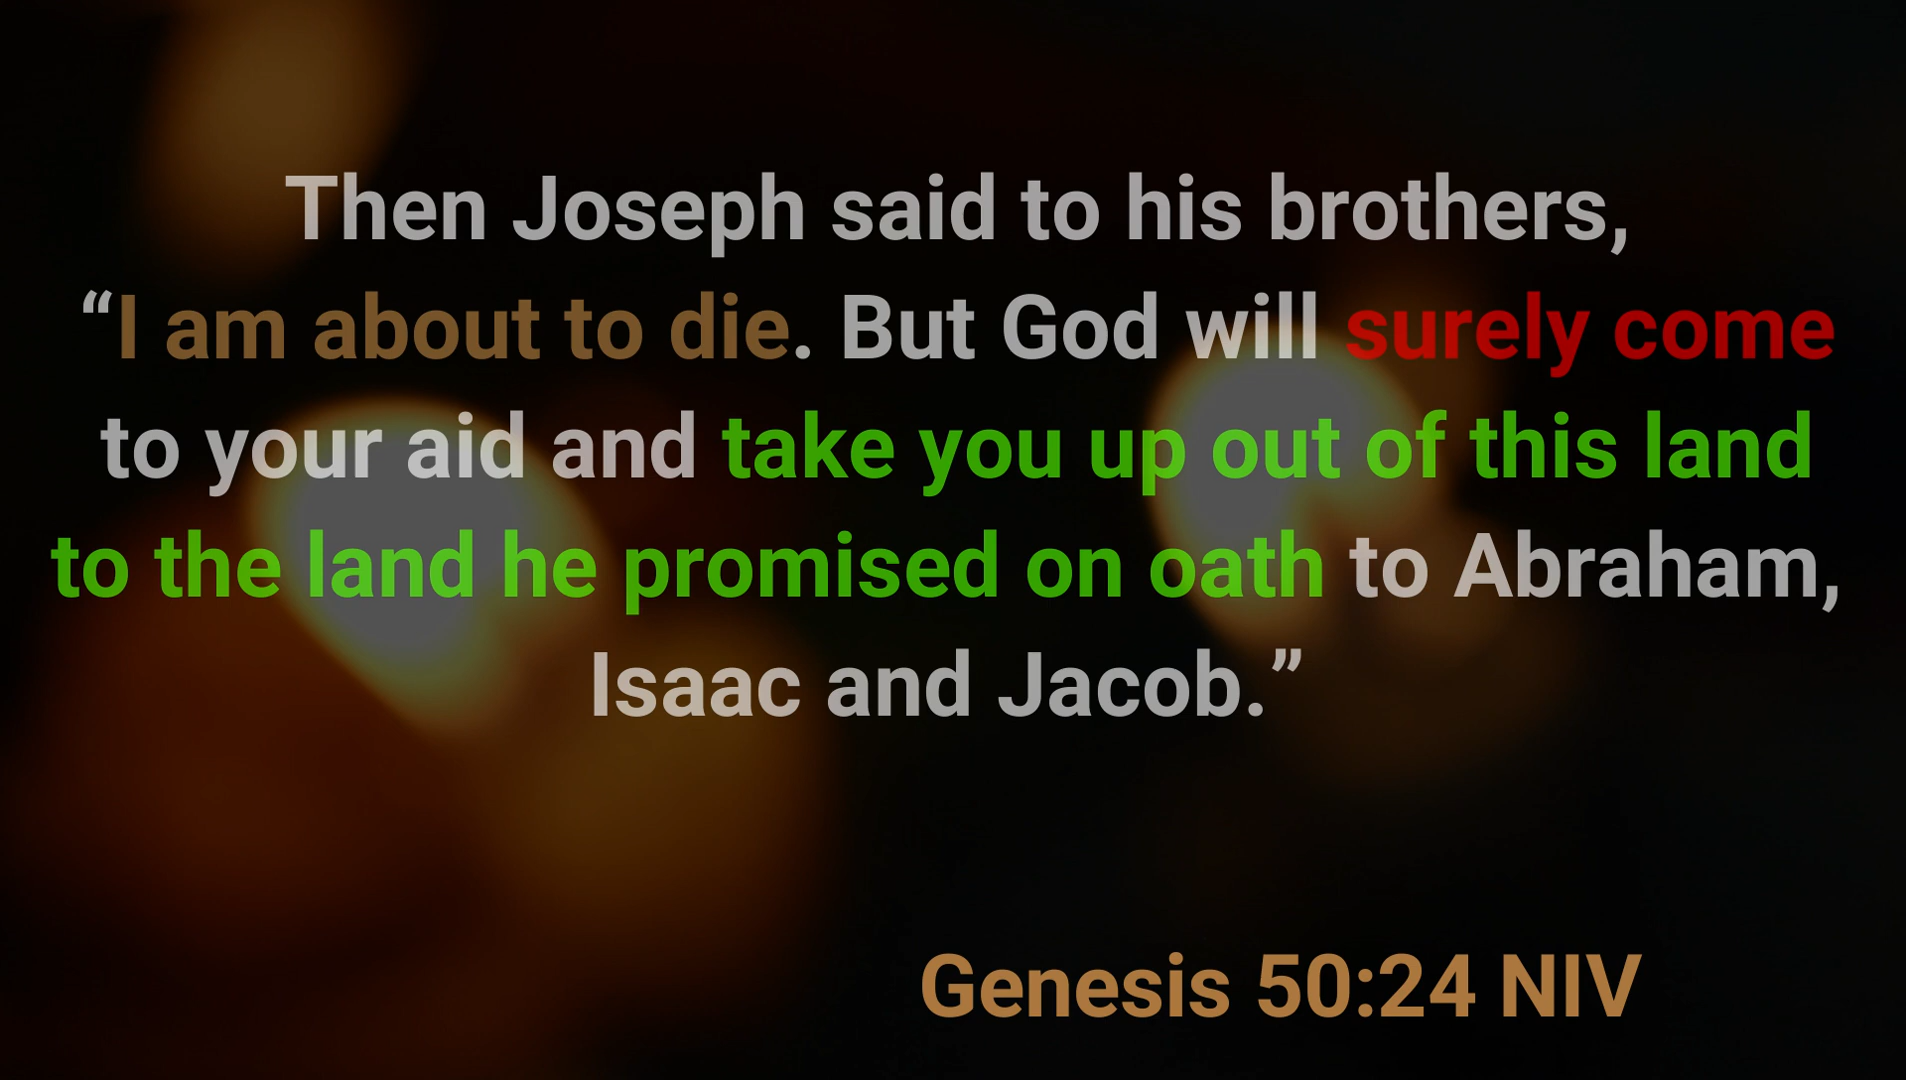 Then Joseph said to his brothers,
“I am about to die. But God will surely come
to your aid and take you up out of this land
to the land he promised on oath to Abraham,
Isaac and Jacob.”
Genesis 50:24 NIV